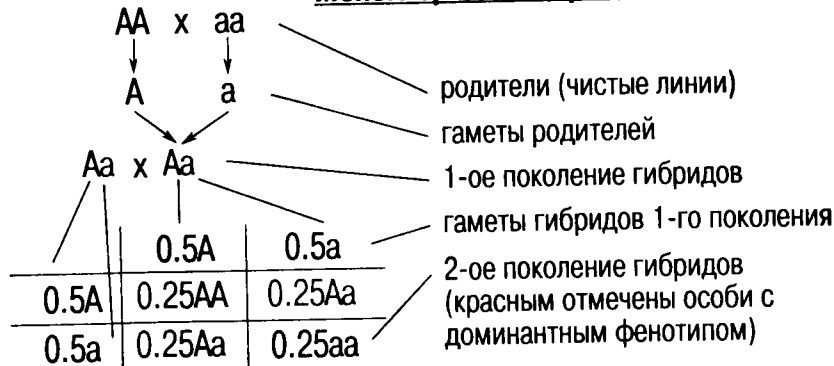 AA x aa
A a
Aa x Aa
0.5A 0.5a
0.5A 0.25AA 0.25Aa
0.5a 0.25Aa 0.25aa
родители (чистые линии)
гаметы родителей
1-ое поколение гибридов
гаметы гибридов 1-го поколения
2-ое поколение гибридов
(красным отмечены особи с
доминантным фенотипом)